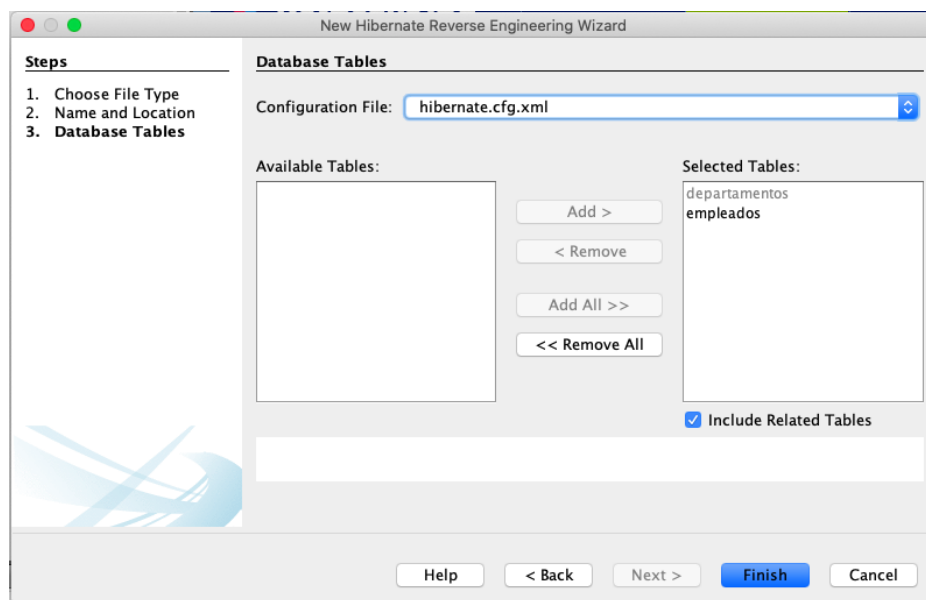 New Hibernate Reverse Engineering Wizard
Steps
1. Choose File Type
2. Name and Location
3. Database Tables
Database Tables
Configuration File: hibernate.cfg.xml
Available Tables:
Selected Tables:
departamentos
empleados
Add >
< Remove
Add All >>
<< Remove All
Include Related Tables
Help
< Back
Next >
Finish
Cancel